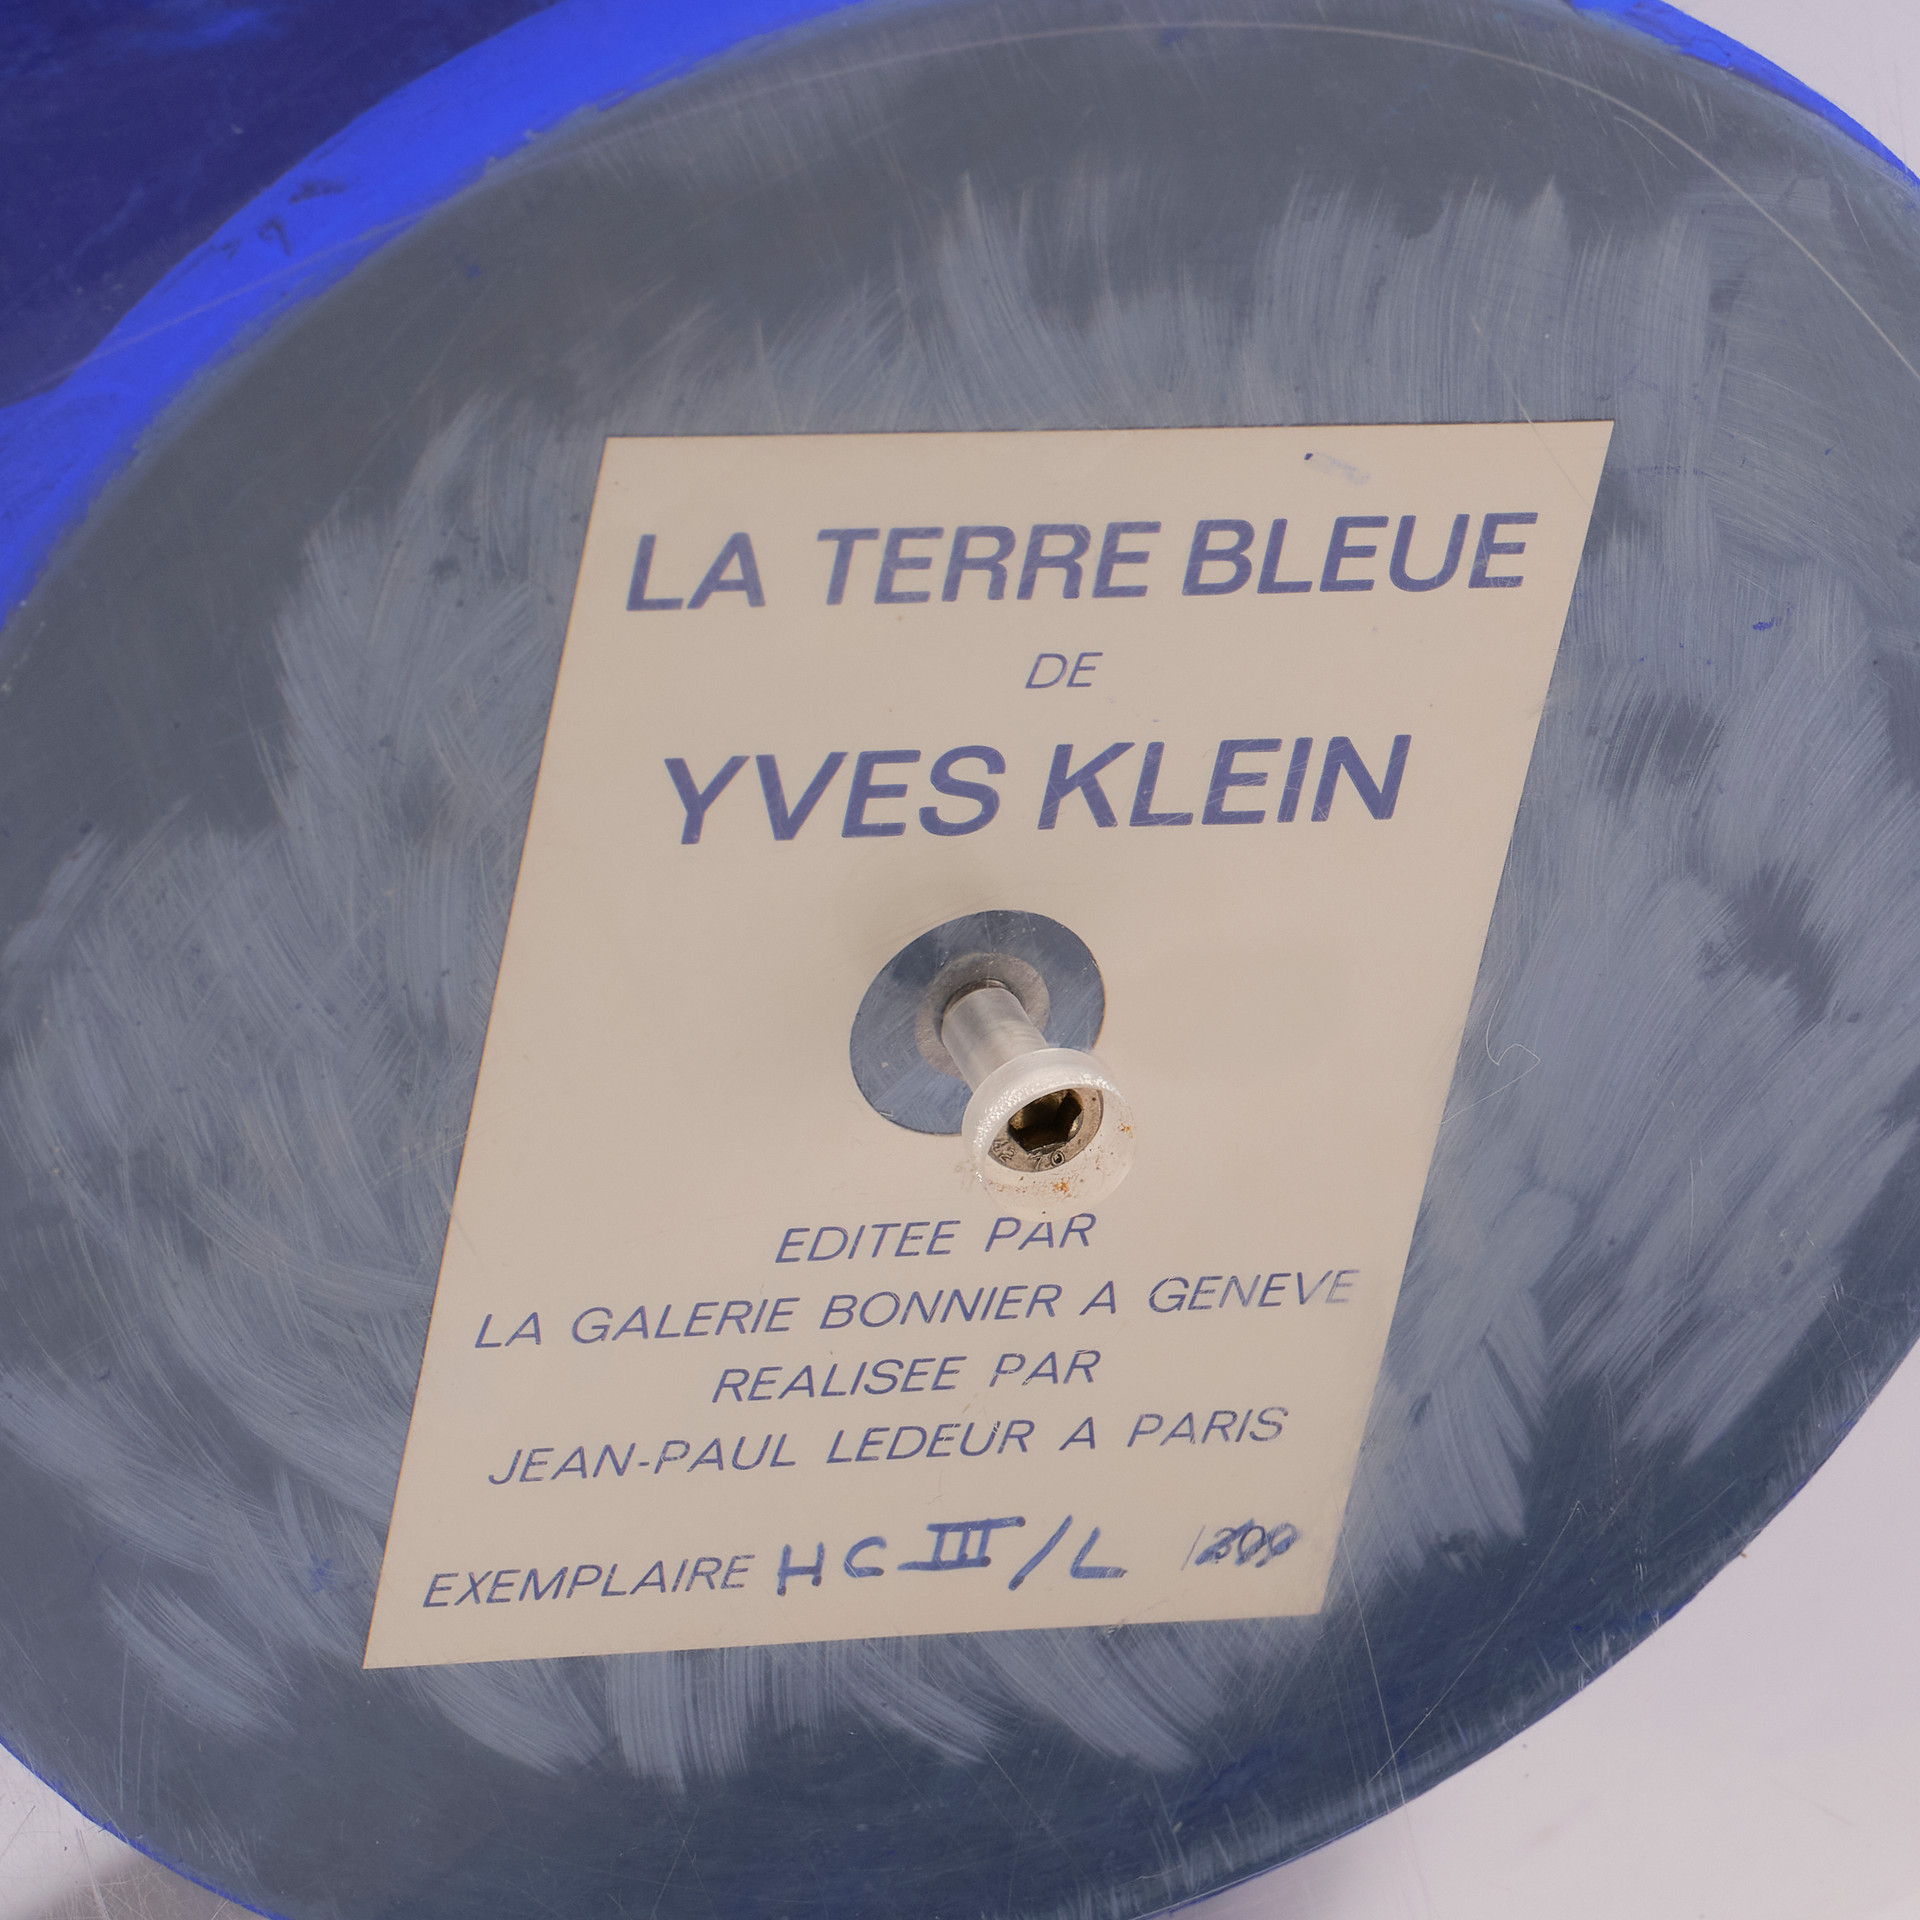 LA TERRE BLEUE
DE
YVES KLEIN
EDITEE PAR
LA GALERIE BONNIER A GENEVE
REALISEE PAR
JEAN-PAUL LEDEUR A PARIS
EXEMPLAIRE HC III/L